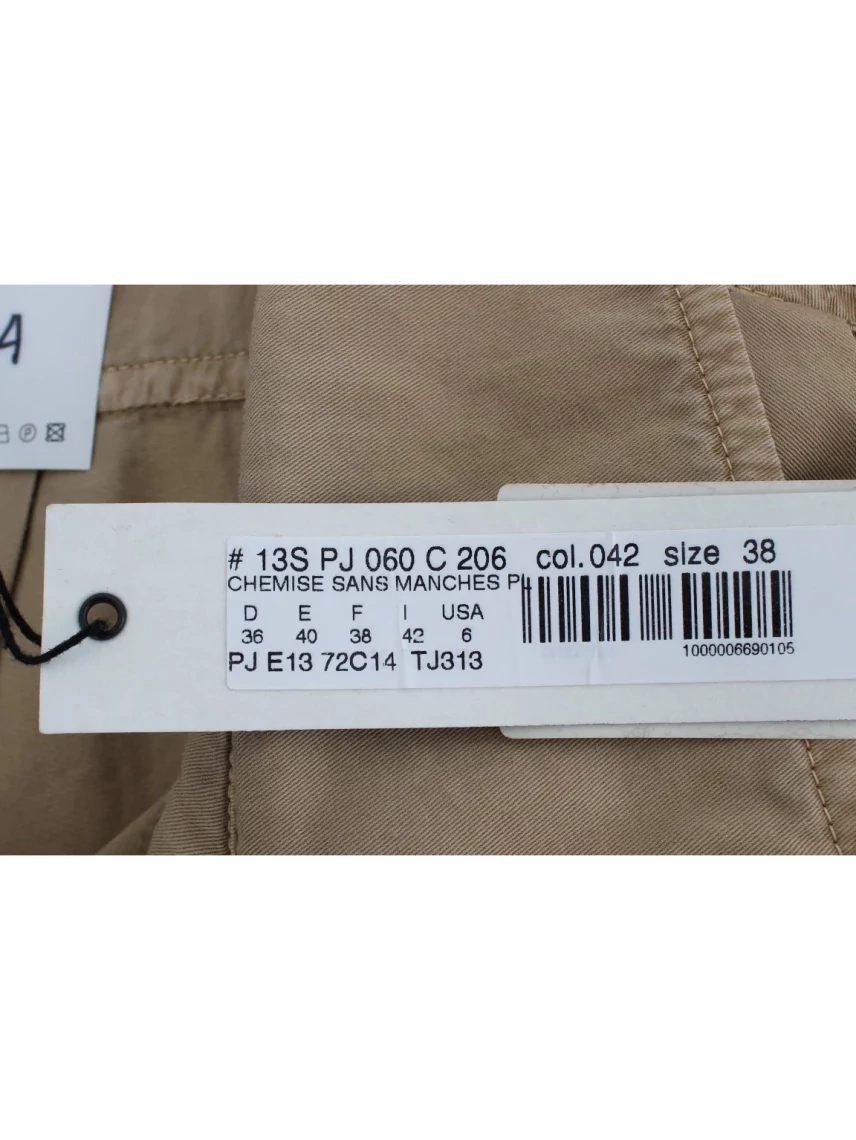 A
P
# 13S PJ 060 C 206 col.042 size 38
CHEMISE SANS MANCHES PL
D E F I USA
36 40 38 42 6
PJ E13 72C14 TJ313
1000006690105